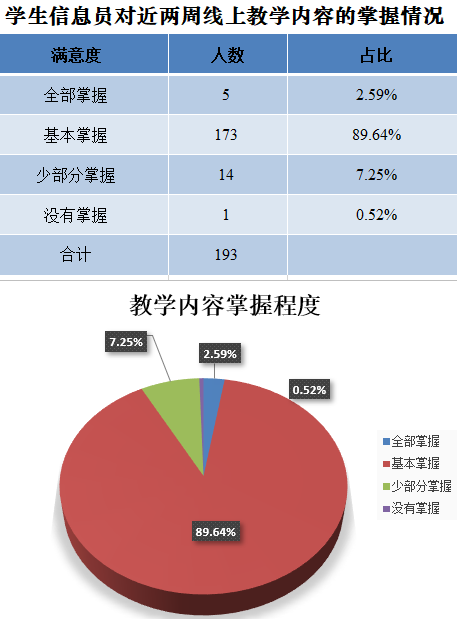 学生信息员对近两周线上教学内容的掌握情况
满意度 人数 占比
全部掌握 5 2.59%
基本掌握 173 89.64%
少部分掌握 14 7.25%
没有掌握 1 0.52%
合计 193
教学内容掌握程度
7.25%
2.59%
0.52%
89.64%
全部掌握
基本掌握
少部分掌握
没有掌握